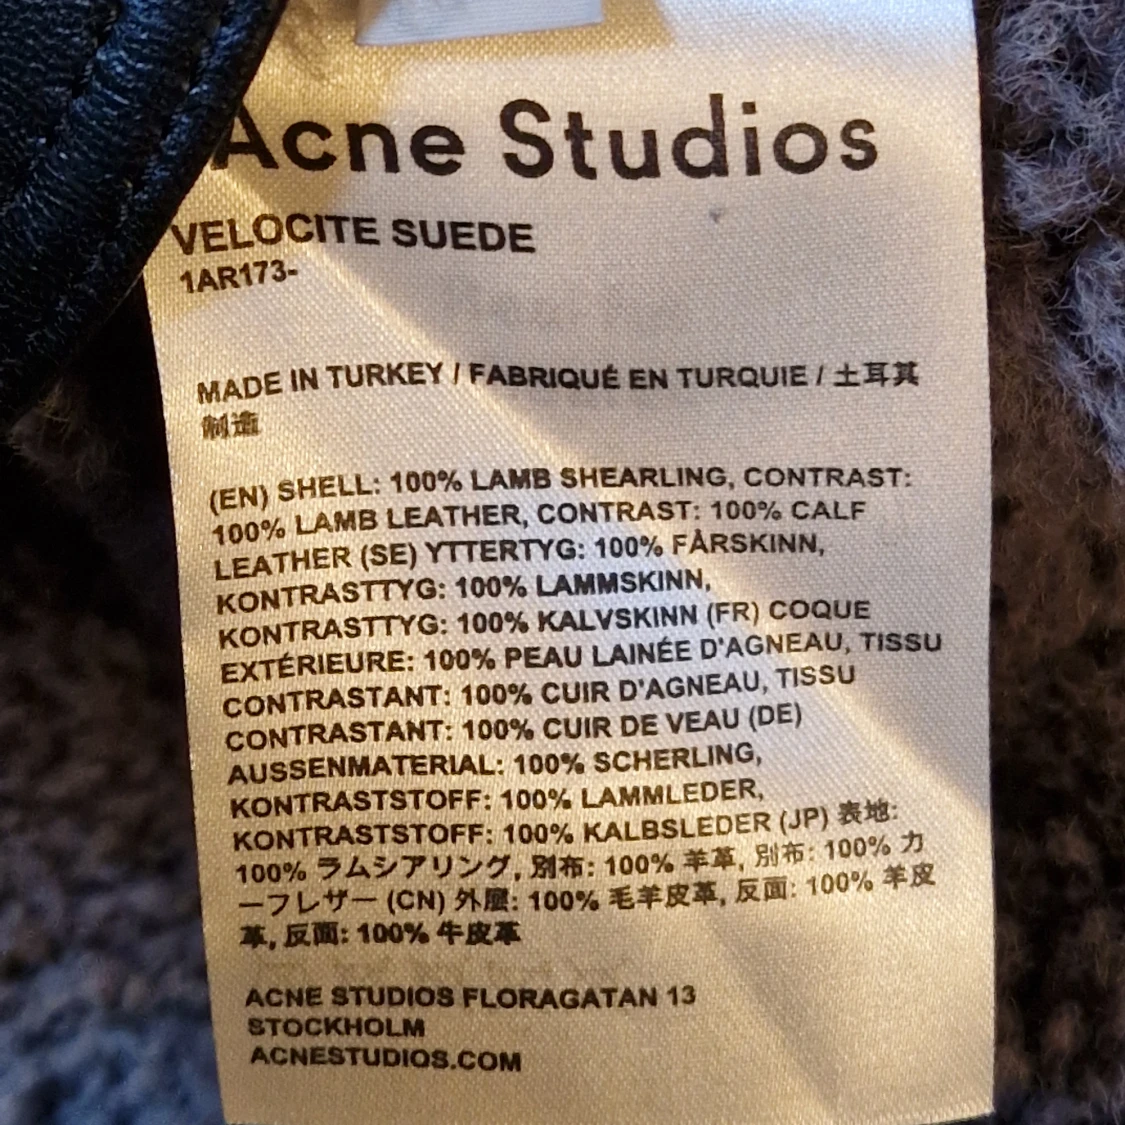 Acne Studios
VELOCITE SUEDE
1AR173-
MADE IN TURKEY / FABRIQUÉ EN TURQUIE / 土耳其
制造
(EN) SHELL: 100% LAMB SHEARLING, CONTRAST:
100% LAMB LEATHER, CONTRAST: 100% CALF
LEATHER (SE) YTTERTYG: 100% FÅRSKINN,
KONTRASTTYG: 100% LAMMSKINN,
KONTRASTTYG: 100% KALVSKINN (FR) COQUE
EXTÉRIEURE: 100% PEAU LAINÉE D'AGNEAU, TISSU
CONTRASTANT: 100% CUIR D'AGNEAU, TISSU
CONTRASTANT: 100% CUIR DE VEAU (DE)
AUSSENMATERIAL: 100% SCHERLING,
KONTRASTSTOFF: 100% LAMMLEDER,
KONTRASTSTOFF: 100% KALBSLEDER (JP) 表地:
100% ラムシアリング, 別布: 100% 羊革, 別布: 100% カ
ーフレザー (CN) 外層: 100% 毛羊皮革, 反面: 100% 羊皮
革, 反面: 100% 牛皮革
ACNE STUDIOS FLORAGATAN 13
STOCKHOLM
ACNESTUDIOS.COM